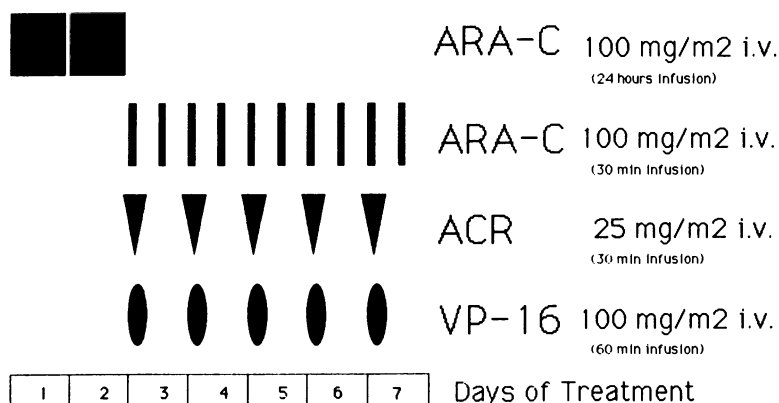 ARA-C 100 mg/m2 i.v.
(24 hours infusion)
ARA-C 100 mg/m2 i.v.
(30 min infusion)
ACR 25 mg/m2 i.v.
(30 min infusion)
VP-16 100 mg/m2 i.v.
(60 min infusion)
1 2 3 4 5 6 7 Days of Treatment